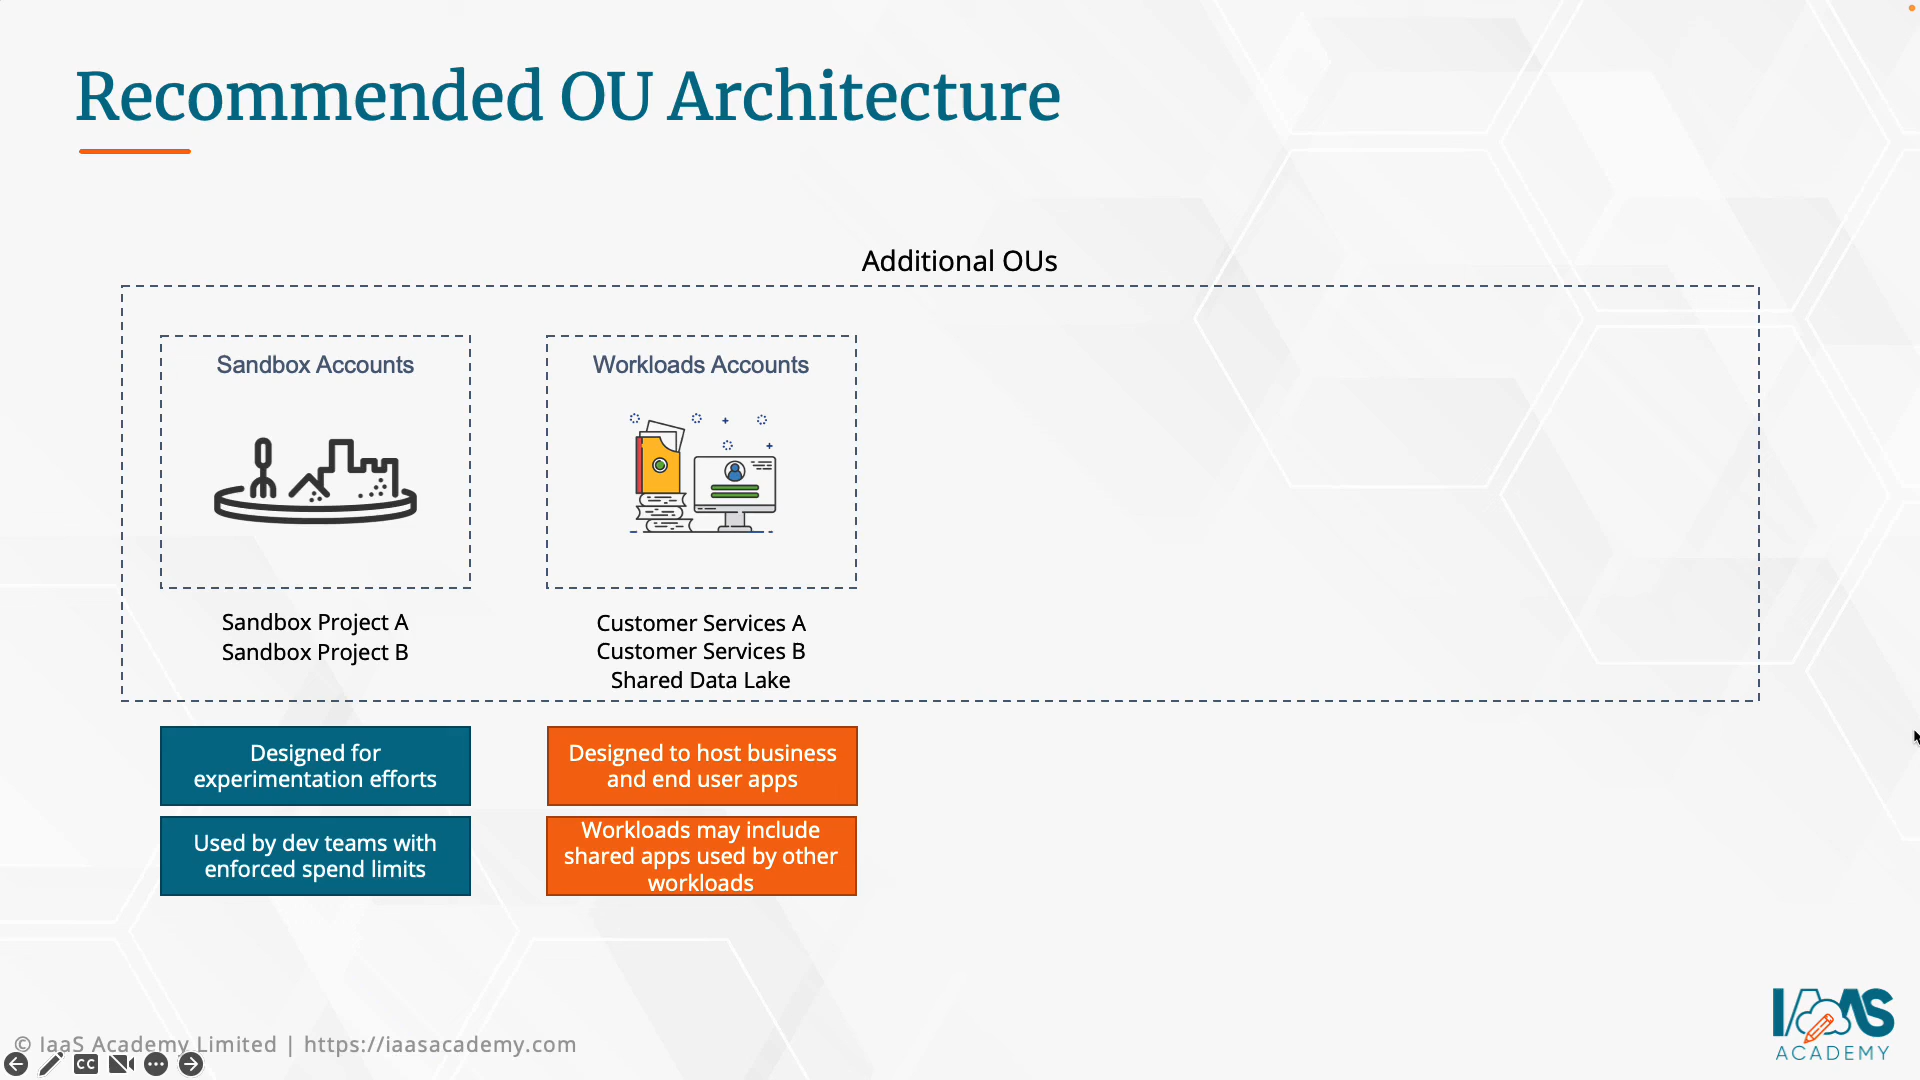 Recommended OU Architecture
Additional OUs
Sandbox Accounts
Workloads Accounts
Sandbox Project A
Sandbox Project B
Customer Services A
Customer Services B
Shared Data Lake
Designed for
experimentation efforts
Designed to host business
and end user apps
Used by dev teams with
enforced spend limits
Workloads may include
shared apps used by other
workloads
© IaaS Academy Limited | https://iaasacademy.com
CC
IAAS
ACADEMY